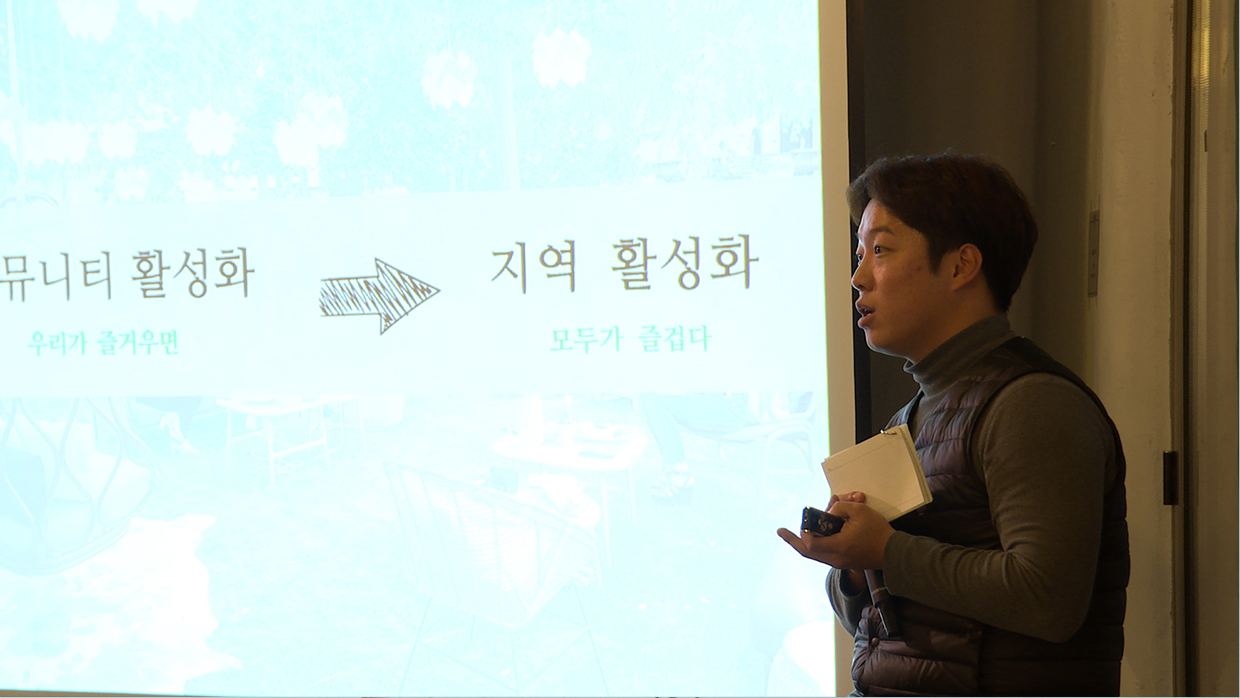 뮤니티 활성화
지역 활성화
우리가 즐거우면
모두가 즐겁다